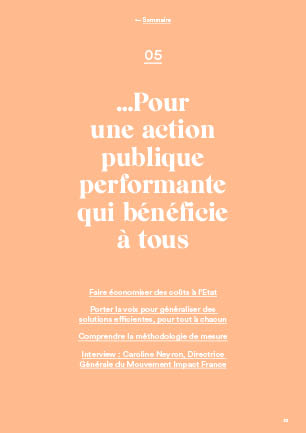 ← Sommaire
05
...Pour
une action
publique
performante
qui bénéficie
à tous
Faire économiser des coûts à l'Etat
Porter la voix pour généraliser des
solutions efficientes, pour tout à chacun
Comprendre la méthodologie de mesure
Interview : Caroline Neyron, Directrice
Générale du Mouvement Impact France